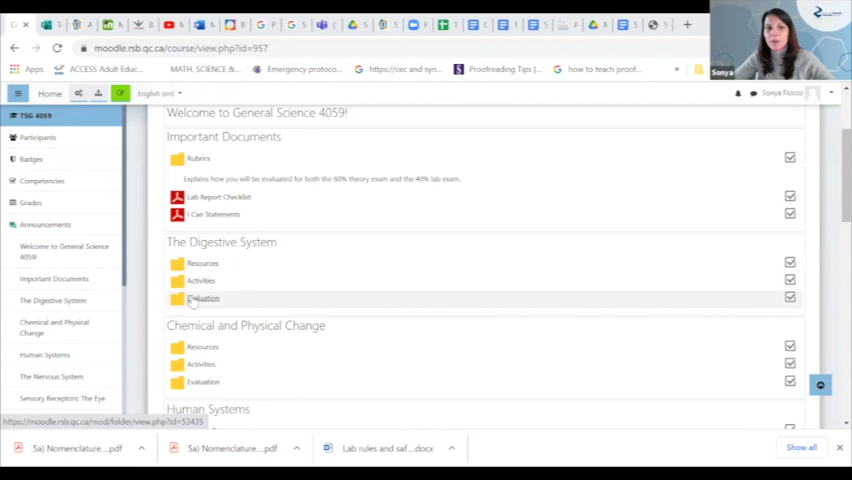 moodle.rsb.qc.ca/course/view.php?id=957
Apps ACCESS Adult Educ... MATH, SCIENCE &... Emergency protoco... https://cec and syn... Proofreading Tips |... how to teach proof... »
Home English (en) Sonya Fiocco
Sonya
TSG 4059
Participants
Badges
Competencies
Grades
Announcements
Welcome to General Science
4059!
Important Documents
The Digestive System
Chemical and Physical
Change
Human Systems
The Nervous System
Sensory Receptors: The Eye
Welcome to General Science 4059!
Important Documents
Rubrics
Explains how you will be evaluated for both the 60% theory exam and the 40% lab exam.
Lab Report Checklist
I Can Statements
The Digestive System
Resources
Activities
Evaluation
Chemical and Physical Change
Resources
Activities
Evaluation
Human Systems
https://moodle.rsb.qc.ca/mod/folder/view.php?id=53435
5a) Nomenclature....pdf 5a) Nomenclature....pdf Lab rules and saf....docx Show all